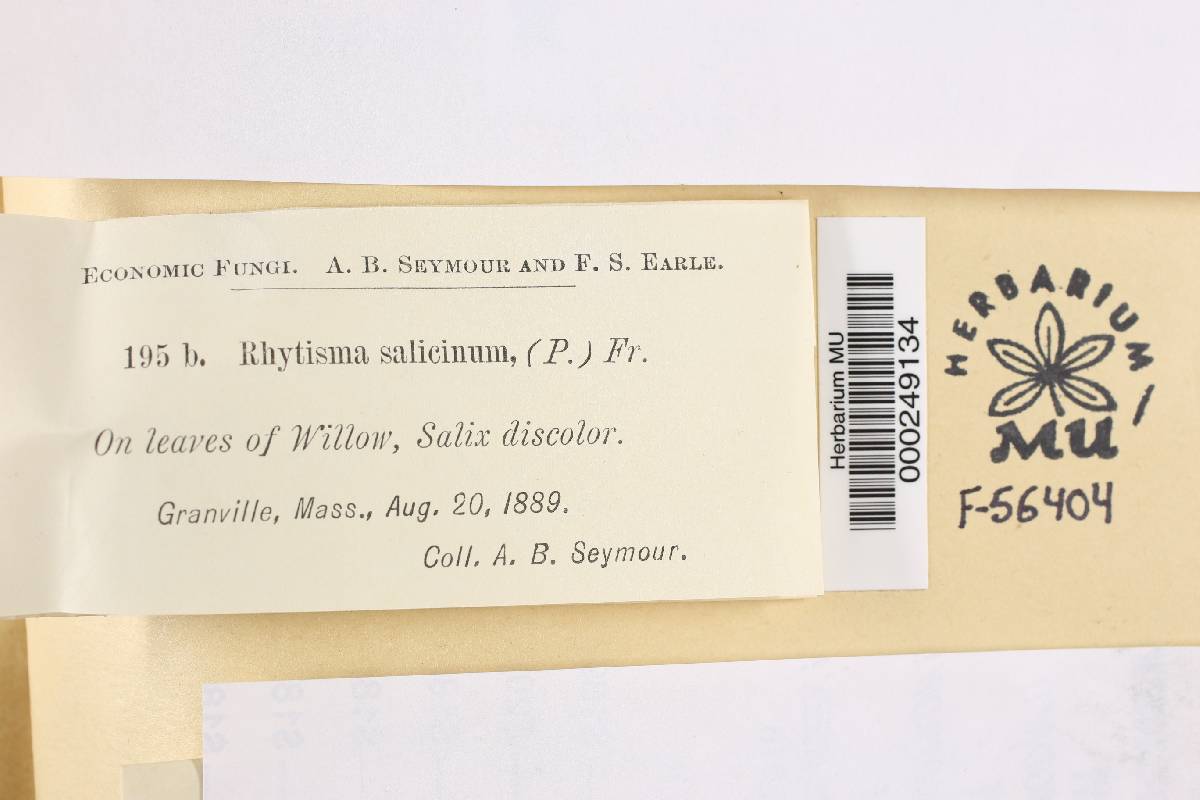 ECONOMIC FUNGI. A. B. SEYMOUR AND F. S. EARLE.
195 b. Rhytisma salicinum, (P.) Fr.
On leaves of Willow, Salix discolor.
Granville, Mass., Aug. 20, 1889.
Coll. A. B. Seymour.
Herbarium MU
000249134
HERBARIUM /
MU
F-56404